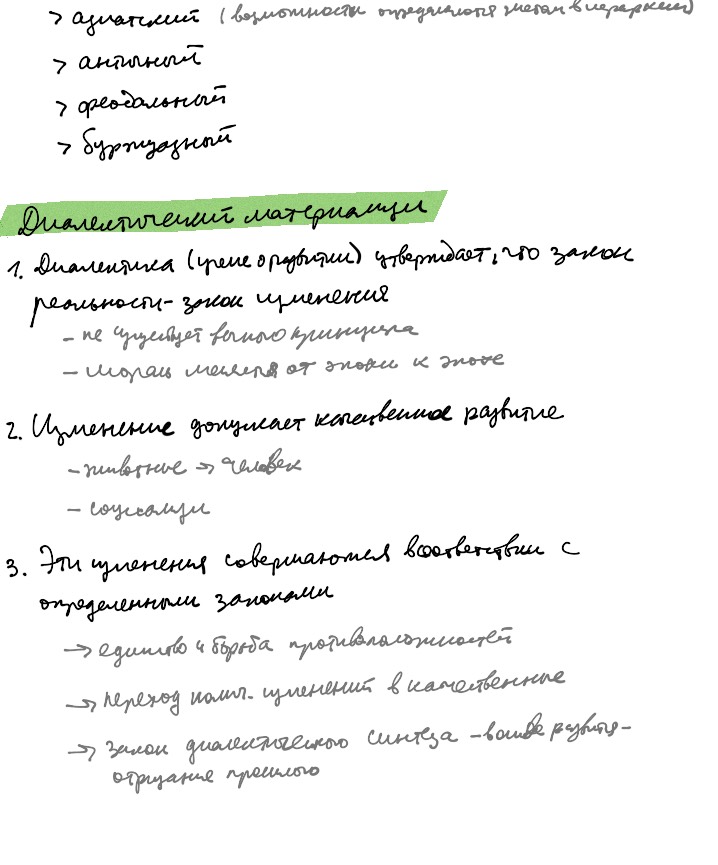 > азиатский (возможности определяются местом в иерархии)
> античный
> феодальный
> буржуазный
Диалектический материализм
1. Диалектика (учение о развитии) утверждает, что закон
реальности - закон изменения
- не существует вечного принципа
- мораль меняется от эпохи к эпохе
2. Изменение допускает качественное развитие
- животные → человек
- социализм
3. Эти изменения совершаются в соответствии с
определенными законами
→ единство и борьба противоположностей
→ переход колич. изменений в качественные
→ закон диалектического синтеза - развитие -
отрицание прошлого